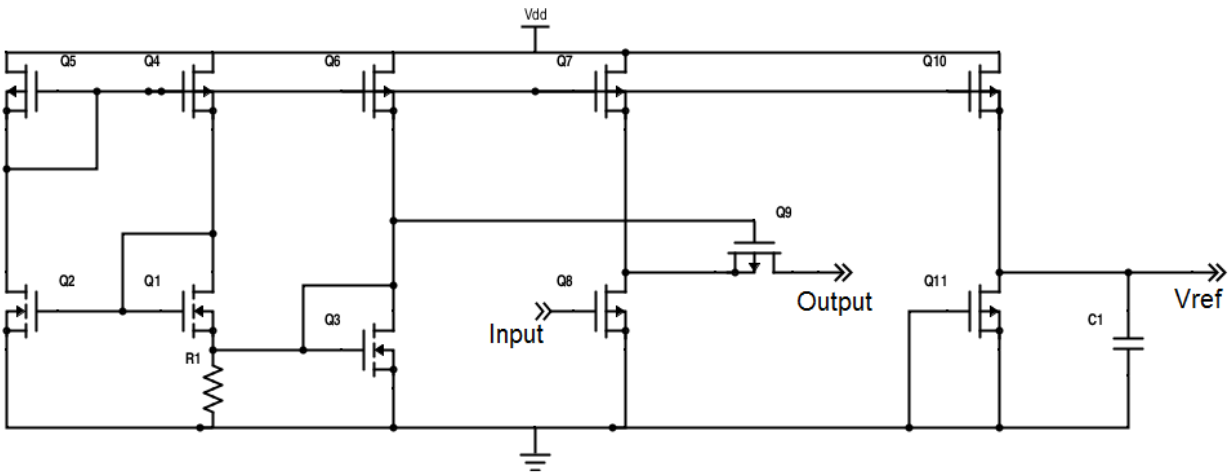 Vdd
Q5
Q4
Q6
Q7
Q10
Q9
Q2
Q1
Q8
Q11
Output
Vref
Input
Q3
C1
R1